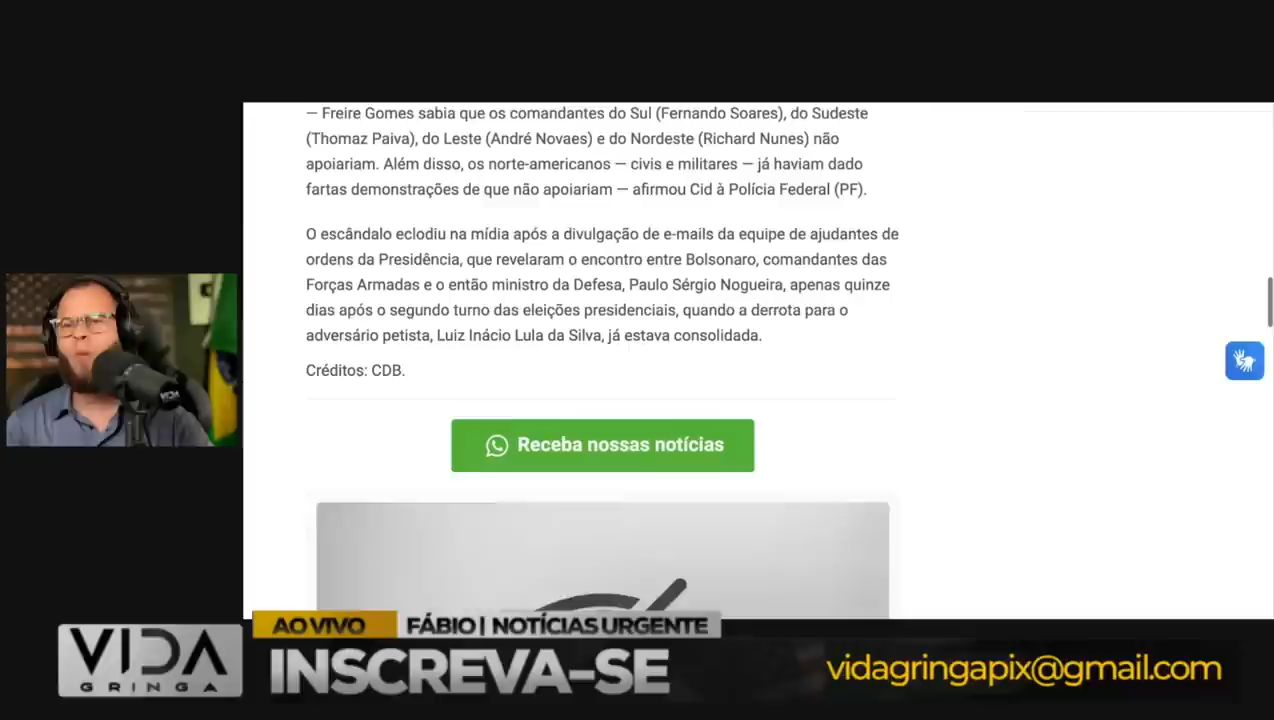 — Freire Gomes sabia que os comandantes do Sul (Fernando Soares), do Sudeste
(Thomaz Paiva), do Leste (André Novaes) e do Nordeste (Richard Nunes) não
apoiariam. Além disso, os norte-americanos — civis e militares — já haviam dado
fartas demonstrações de que não apoiariam — afirmou Cid à Polícia Federal (PF).
O escândalo eclodiu na mídia após a divulgação de e-mails da equipe de ajudantes de
ordens da Presidência, que revelaram o encontro entre Bolsonaro, comandantes das
Forças Armadas e o então ministro da Defesa, Paulo Sérgio Nogueira, apenas quinze
dias após o segundo turno das eleições presidenciais, quando a derrota para o
adversário petista, Luiz Inácio Lula da Silva, já estava consolidada.
Créditos: CDB.
Receba nossas notícias
AO VIVO FÁBIO | NOTÍCIAS URGENTE
VIDA
GRINGA
INSCREVA-SE
vidagringapix@gmail.com